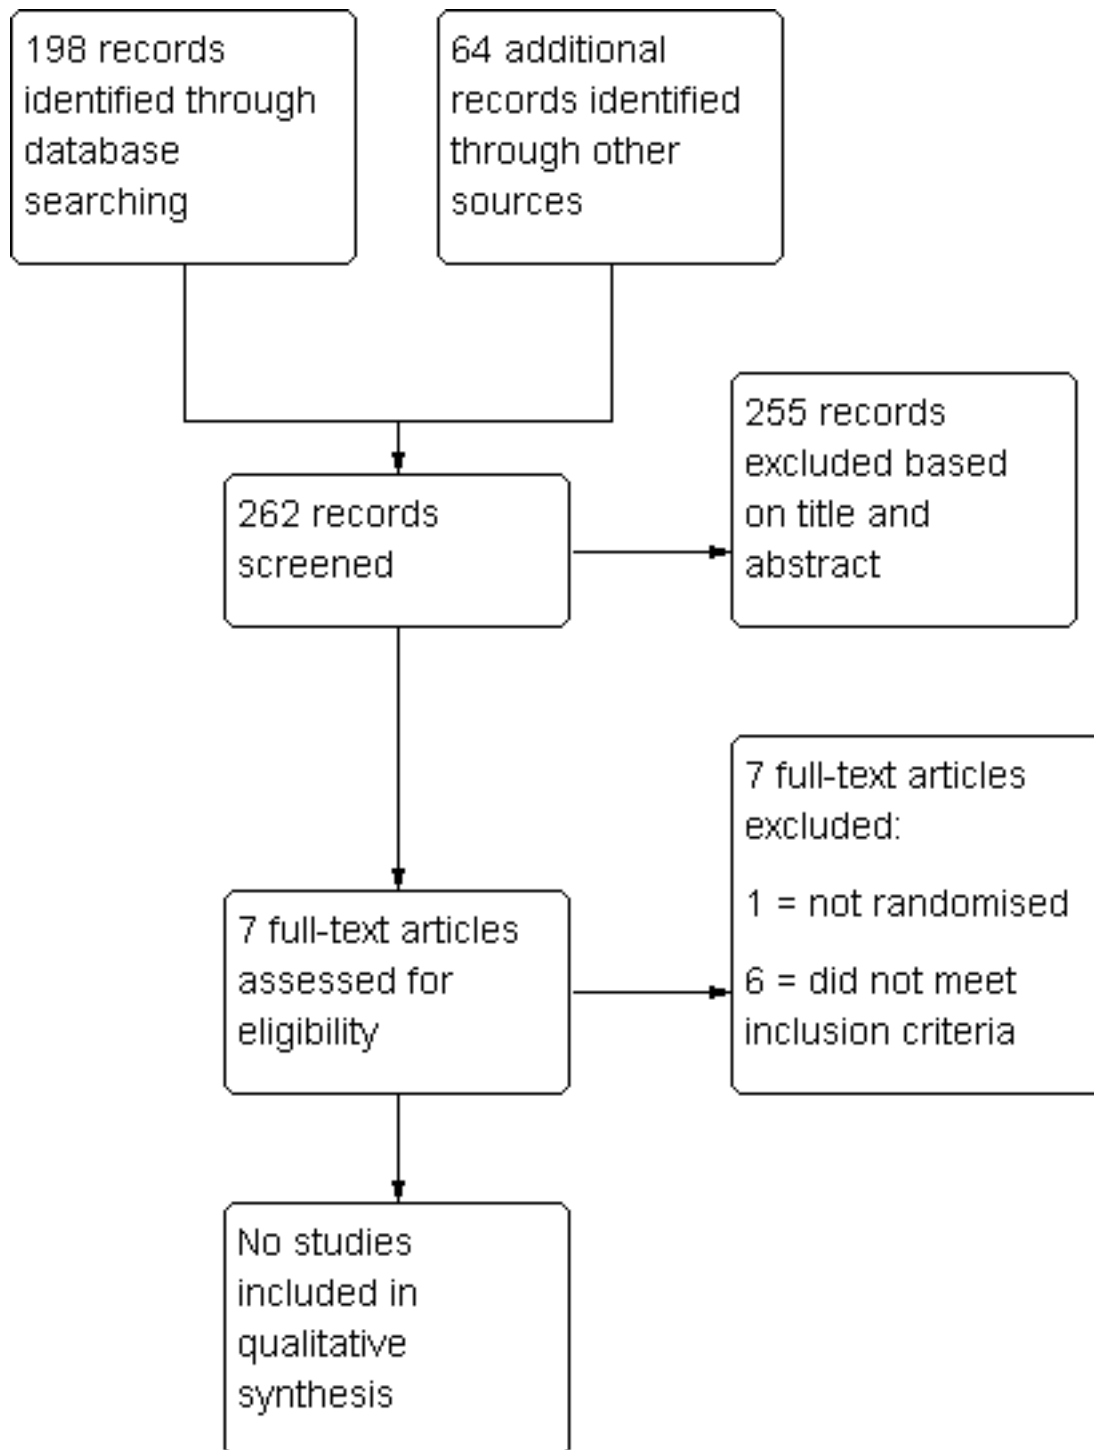 198 records
identified through
database
searching
64 additional
records identified
through other
sources
262 records
screened
255 records
excluded based
on title and
abstract
7 full-text articles
assessed for
eligibility
7 full-text articles
excluded:
1 = not randomised
6 = did not meet
inclusion criteria
No studies
included in
qualitative
synthesis